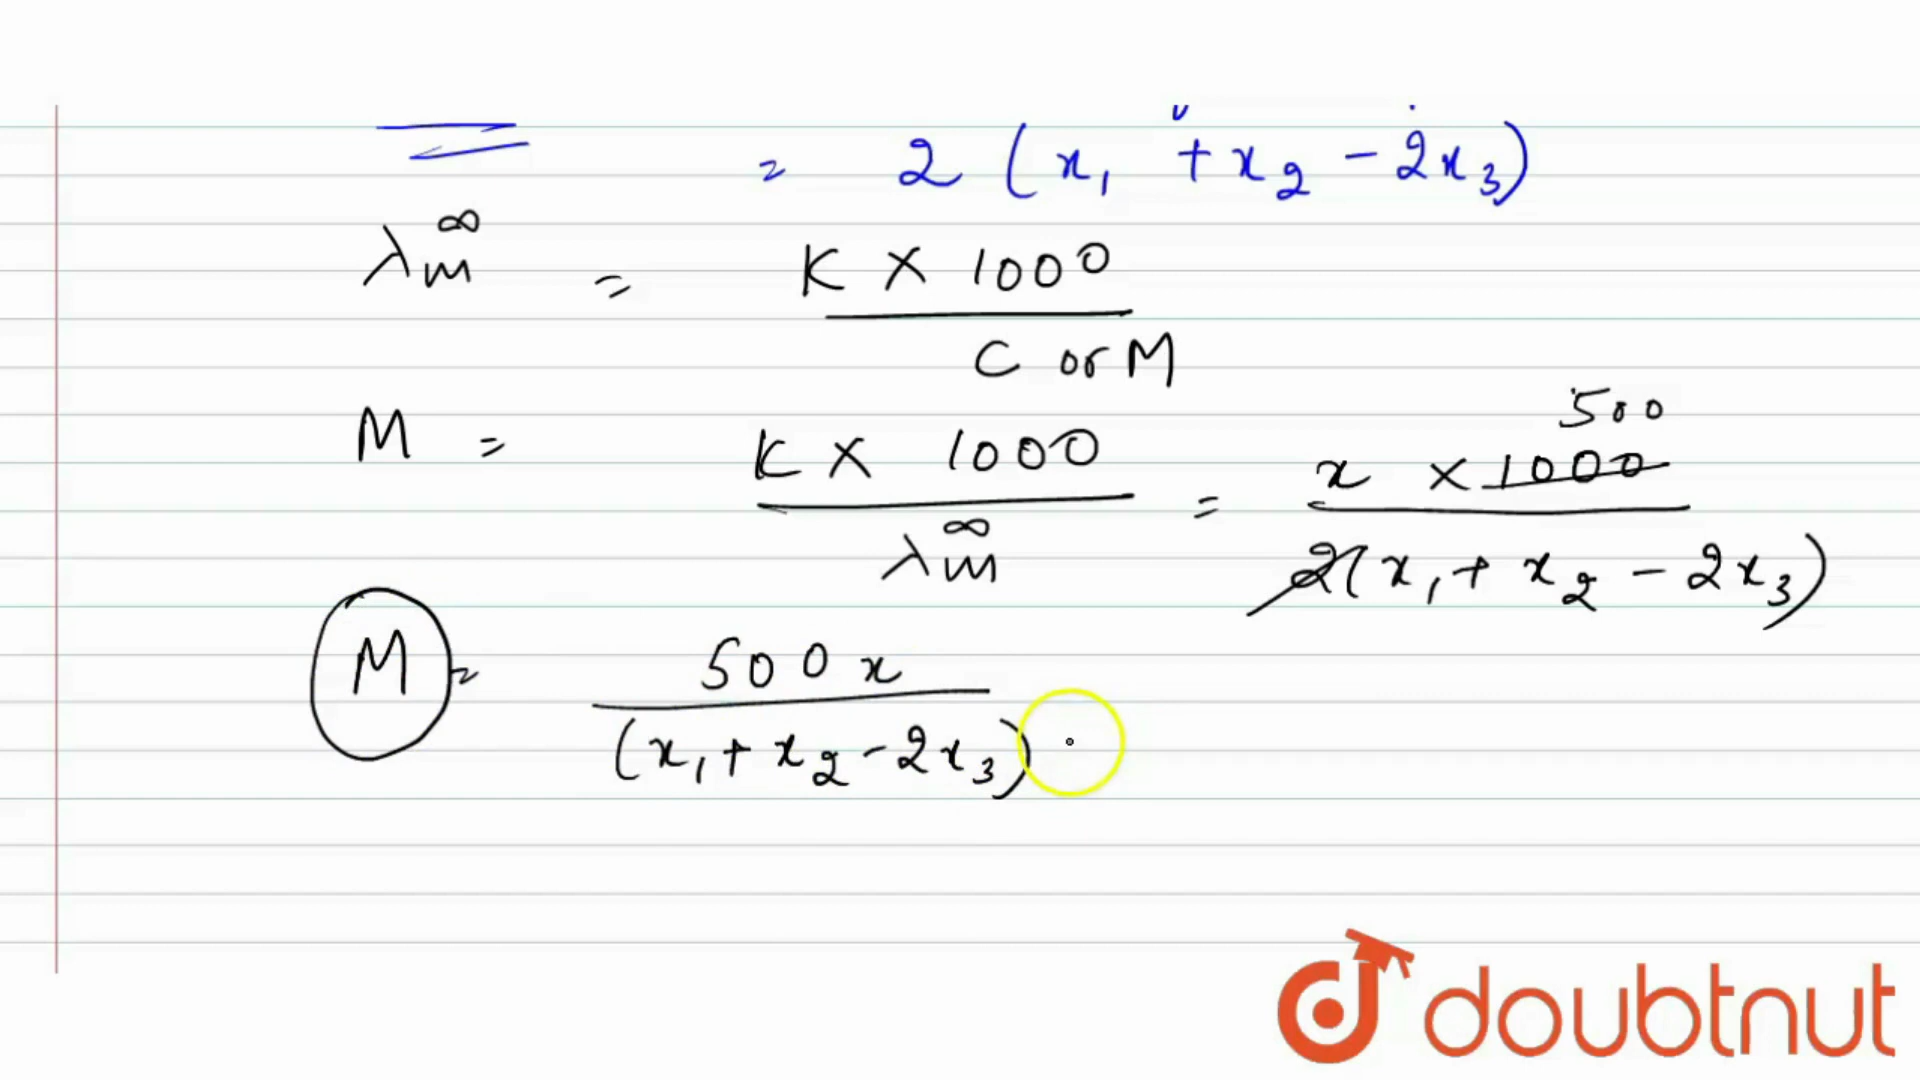 = 2 (x₁ + x₂ - 2x₃)
λm^∞ = K × 1000 / C or M
M = K × 1000 / λm^∞ = x × 1000 / 2(x₁ + x₂ - 2x₃)
500
M = 500 x / (x₁ + x₂ - 2x₃)
doubtnut